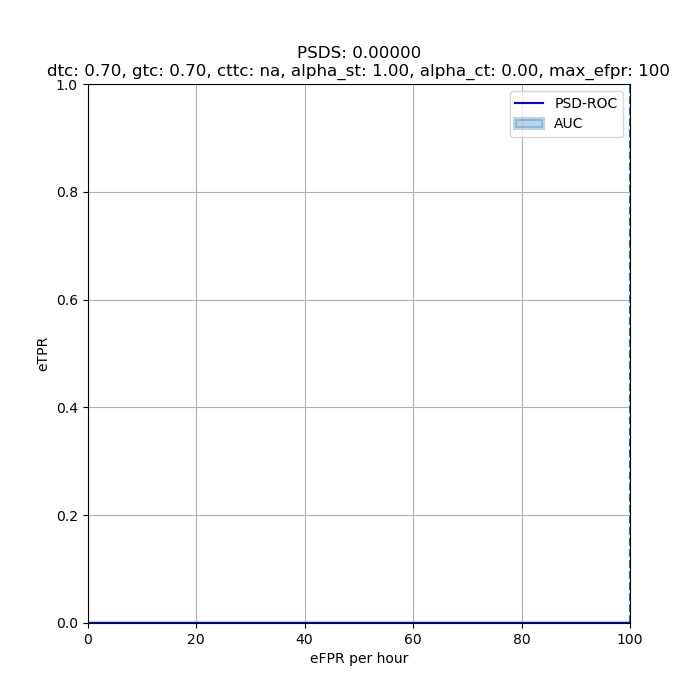 PSDS: 0.00000
dtc: 0.70, gtc: 0.70, cttc: na, alpha_st: 1.00, alpha_ct: 0.00, max_efpr: 100
PSD-ROC
AUC
1.0
0.8
0.6
0.4
0.2
0.0
eTPR
0 20 40 60 80 100
eFPR per hour